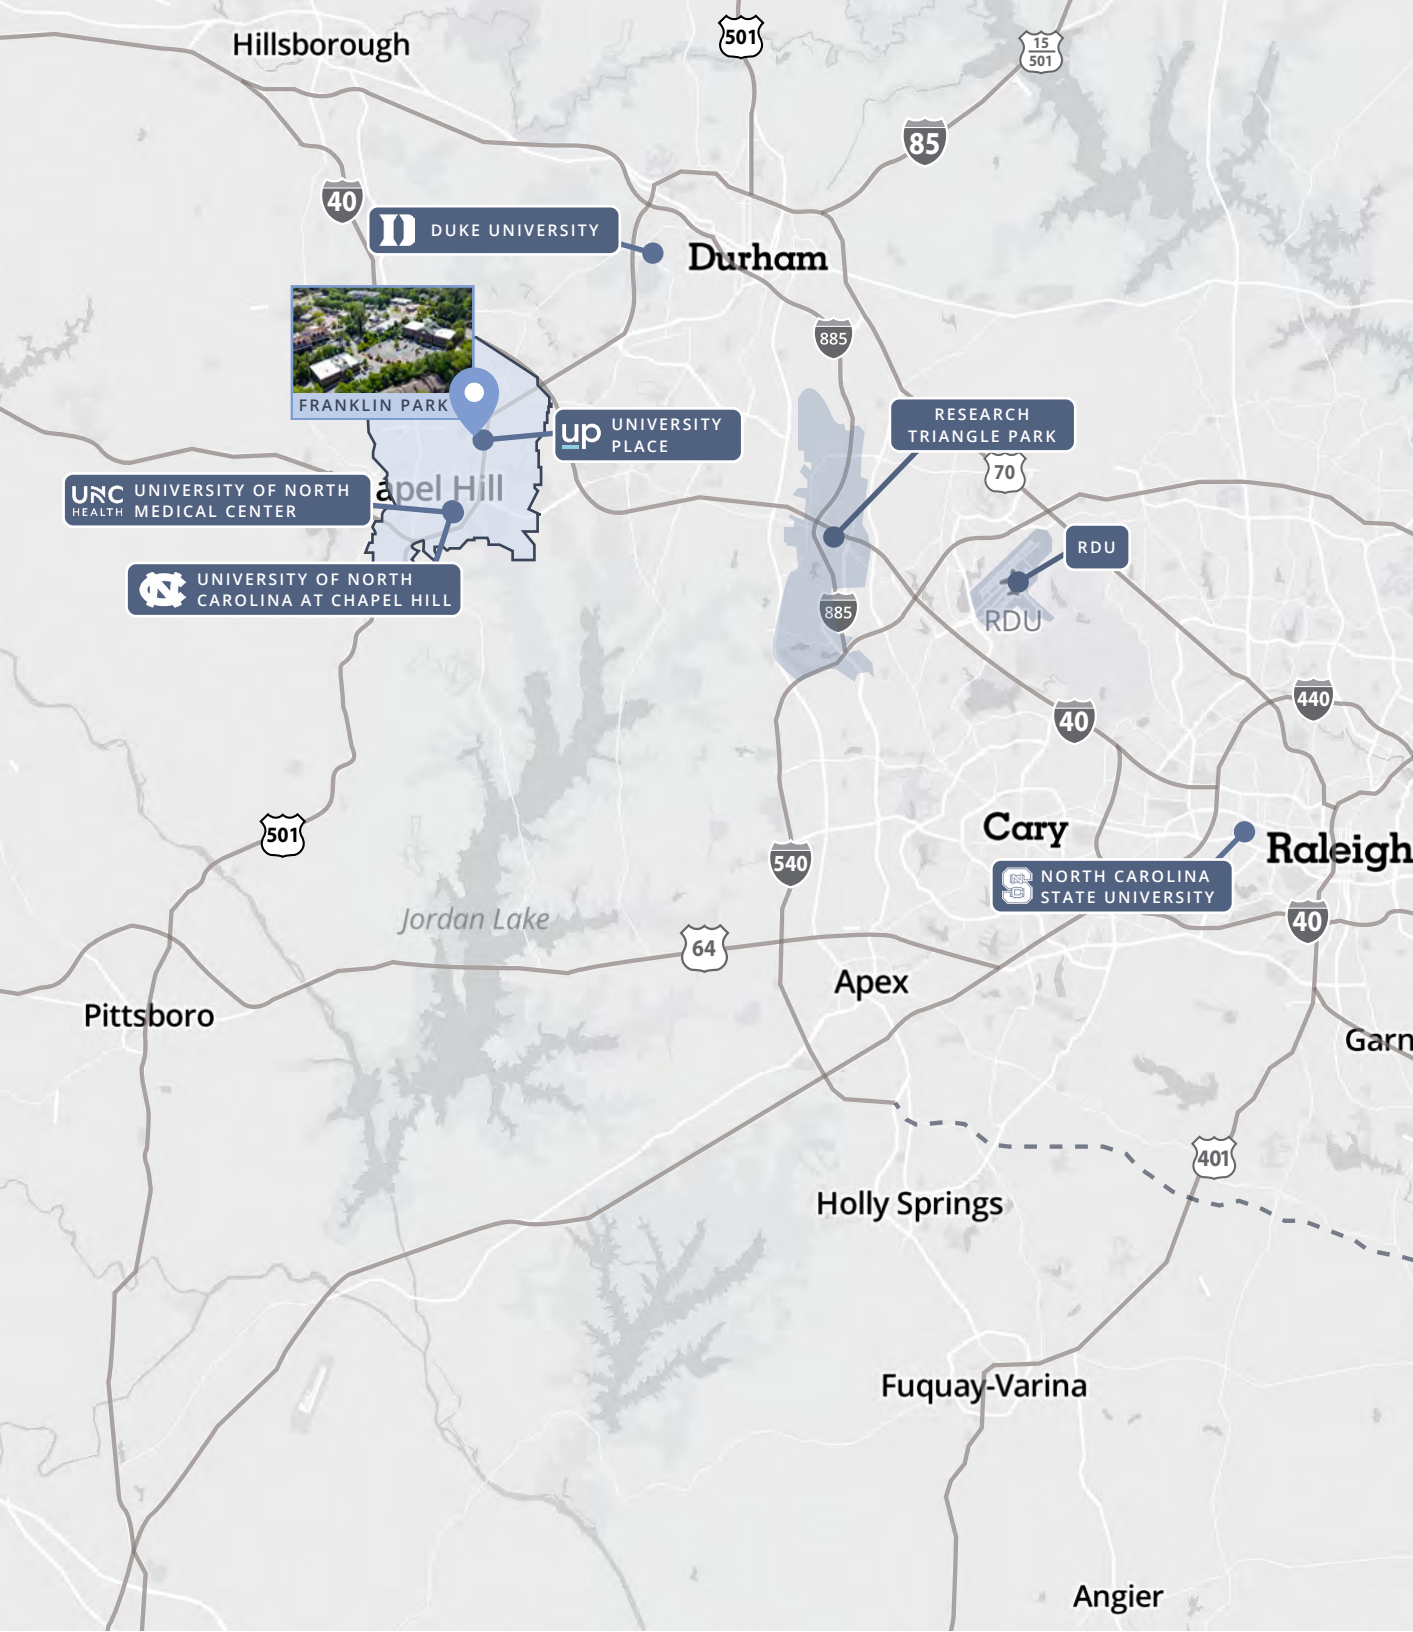 Hillsborough
501
15
501
85
40
DUKE UNIVERSITY
Durham
885
FRANKLIN PARK
up UNIVERSITY
PLACE
RESEARCH
TRIANGLE PARK
70
apel Hill
UNC
HEALTH
UNIVERSITY OF NORTH
MEDICAL CENTER
RDU
UNIVERSITY OF NORTH
CAROLINA AT CHAPEL HILL
885
RDU
440
40
501
Cary
Raleigh
540
NORTH CAROLINA
STATE UNIVERSITY
Jordan Lake
40
64
Apex
Pittsboro
Garn
401
Holly Springs
Fuquay-Varina
Angier